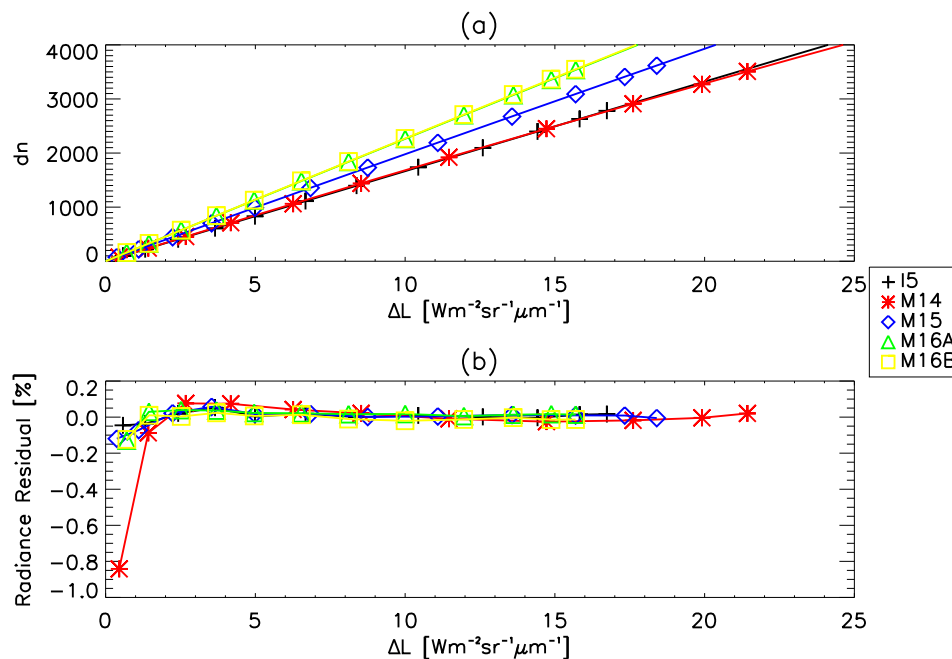 (a)
4000
3000
2000
1000
0
dn
0 5 10 15 20 25
ΔL [Wm⁻²sr⁻¹μm⁻¹]
I5
M14
M15
M16A
M16B
(b)
0.2
0.0
-0.2
-0.4
-0.6
-0.8
-1.0
Radiance Residual [%]
0 5 10 15 20 25
ΔL [Wm⁻²sr⁻¹μm⁻¹]